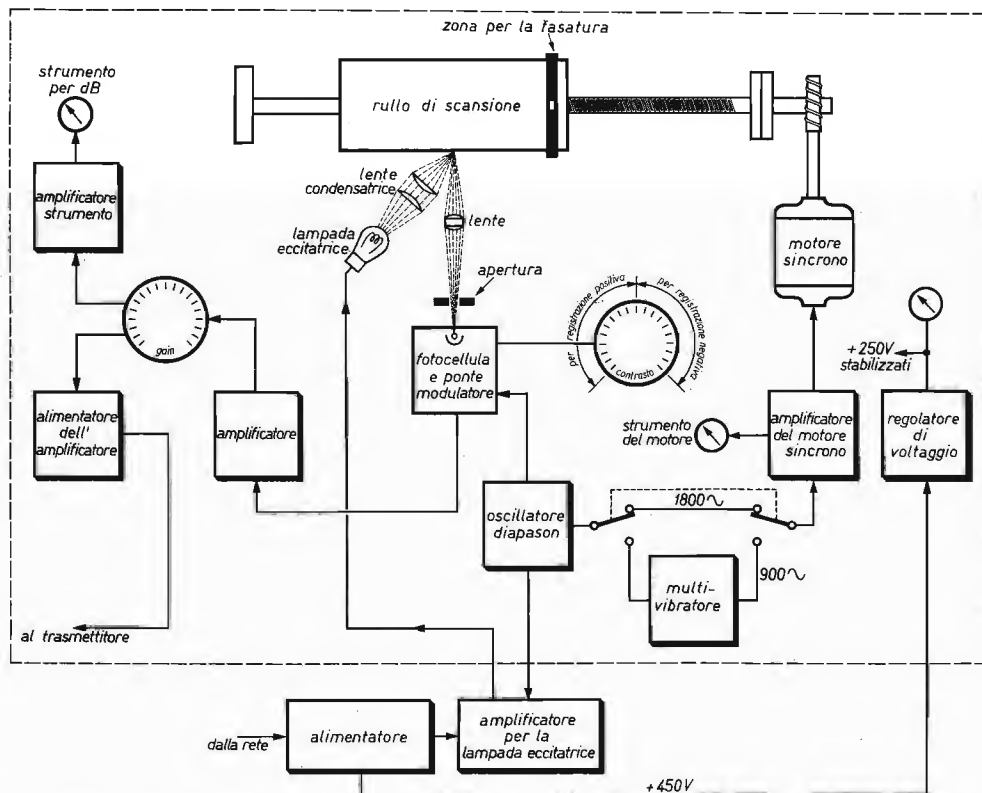 zona per la fasatura
strumento
per dB
rullo di scansione
lente
condensatrice
amplificatore
strumento
lampada
eccitatrice
lente
motore
sincrono
apertura
per registrazione positiva
per registrazione negativa
gain
contrasto
+250V
stabilizzati
fotocellula
e ponte
modulatore
alimentatore
dell'
amplificatore
amplificatore
strumento
del motore
amplificatore
del motore
sincrono
regolatore
di
voltaggio
oscillatore
diapason
1800∿
900∿
multi-
vibratore
al trasmettitore
dalla rete
alimentatore
amplificatore
per la
lampada eccitatrice
+450V